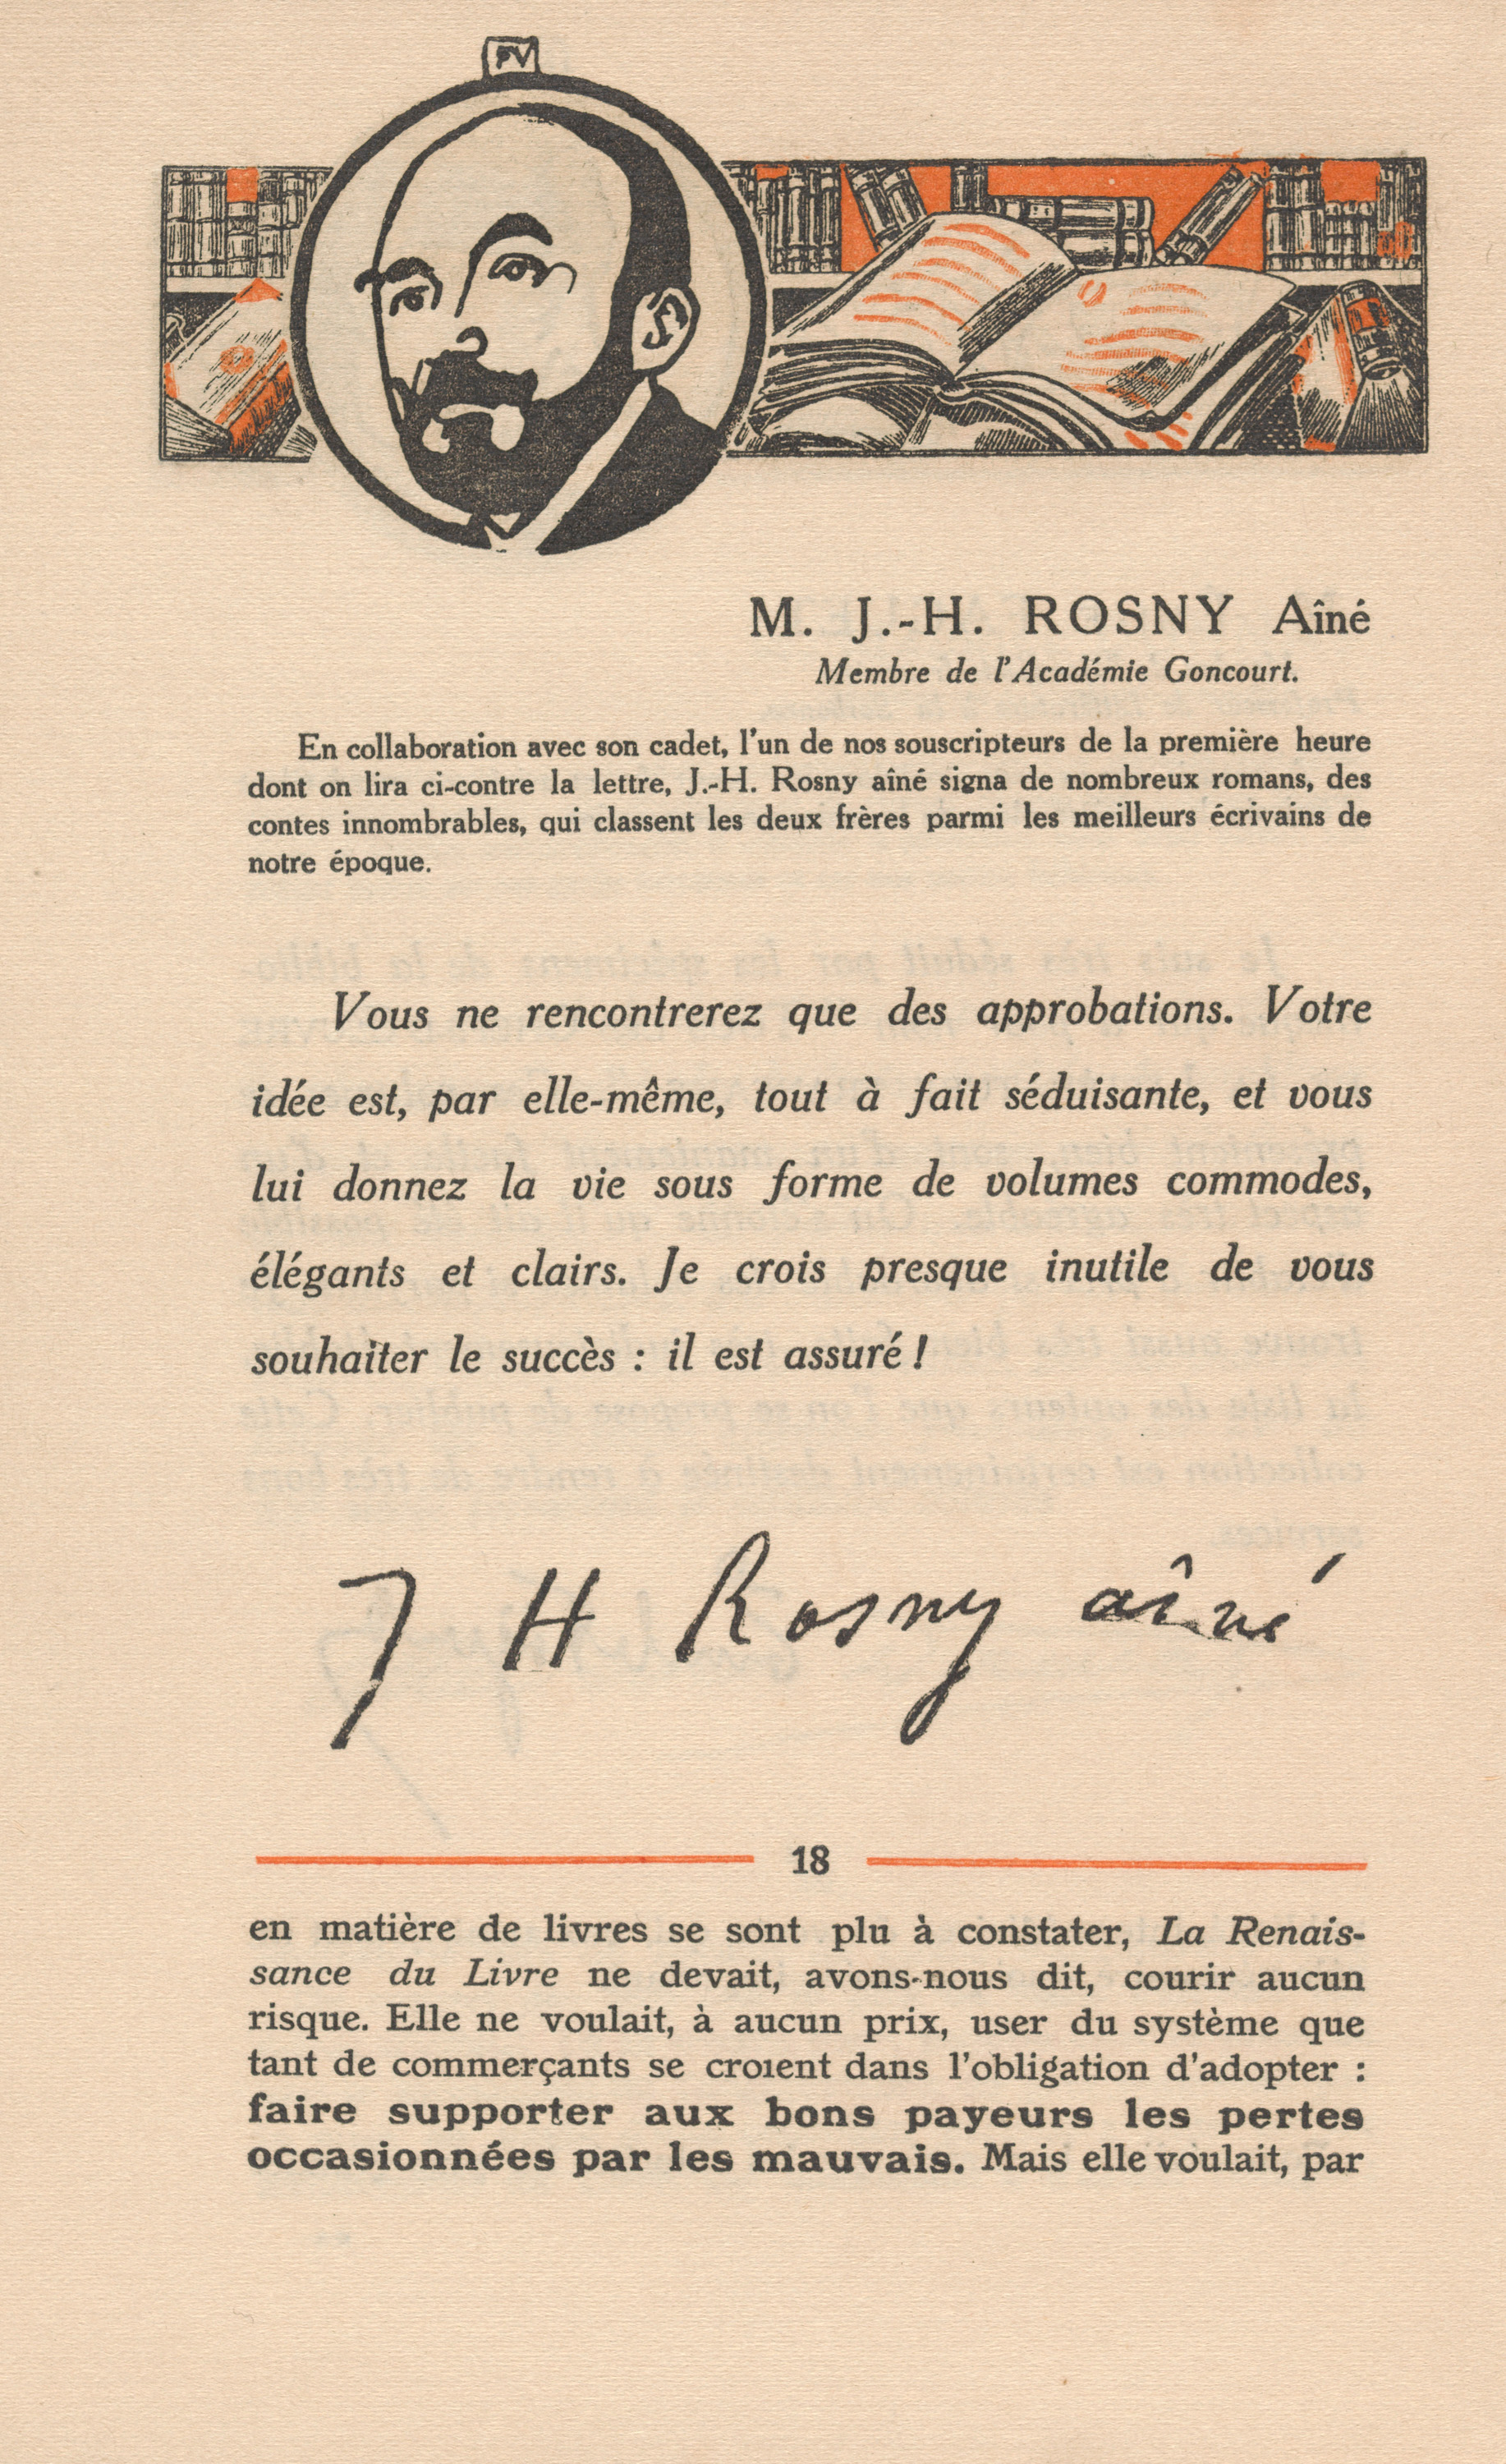 PV
M. J.-H. ROSNY Aîné
Membre de l'Académie Goncourt.
En collaboration avec son cadet, l'un de nos souscripteurs de la première heure
dont on lira ci-contre la lettre, J.-H. Rosny aîné signa de nombreux romans, des
contes innombrables, qui classent les deux frères parmi les meilleurs écrivains de
notre époque.
Vous ne rencontrerez que des approbations. Votre
idée est, par elle-même, tout à fait séduisante, et vous
lui donnez la vie sous forme de volumes commodes,
élégants et clairs. Je crois presque inutile de vous
souhaiter le succès : il est assuré !
J H Rosny aîné
18
en matière de livres se sont plu à constater, La Renais-
sance du Livre ne devait, avons-nous dit, courir aucun
risque. Elle ne voulait, à aucun prix, user du système que
tant de commerçants se croient dans l'obligation d'adopter :
faire supporter aux bons payeurs les pertes
occasionnées par les mauvais. Mais elle voulait, par